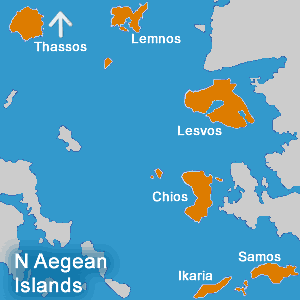 Thassos
Lemnos
Lesvos
Chios
Samos
Ikaria
N Aegean
Islands